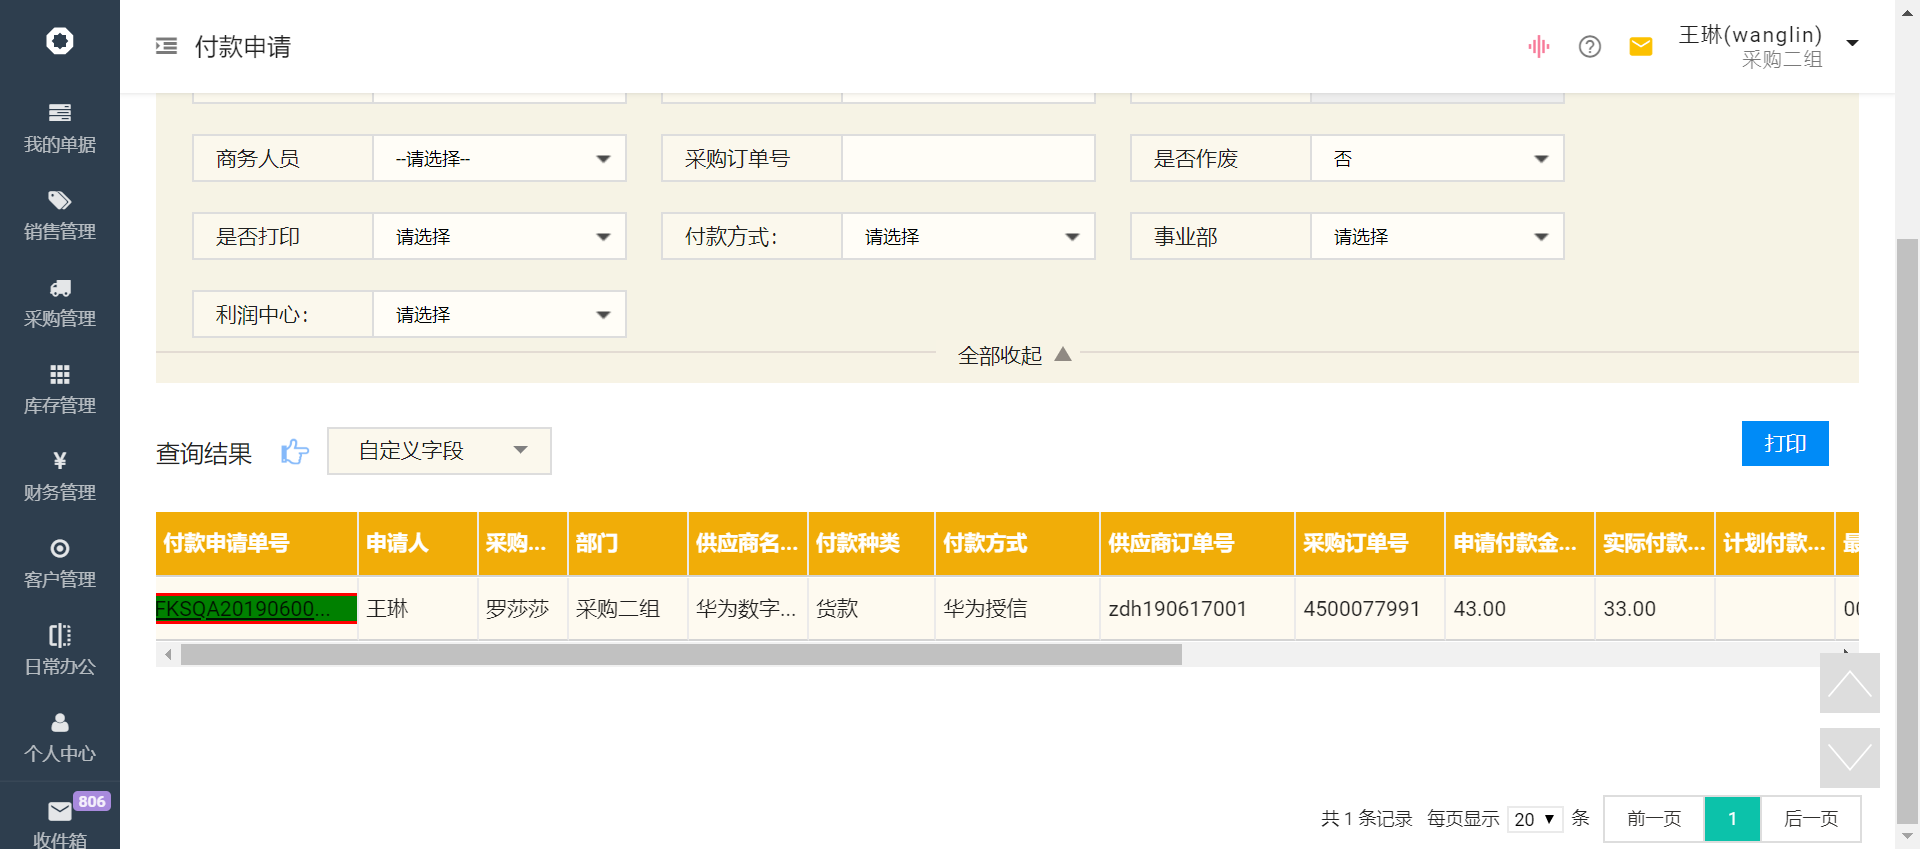 付款申请
王琳(wanglin)
采购二组
我的单据
销售管理
采购管理
库存管理
财务管理
客户管理
日常办公
个人中心
806
收件箱
商务人员 --请选择-- 采购订单号 是否作废 否
是否打印 请选择 付款方式: 请选择 事业部 请选择
利润中心: 请选择
全部收起
查询结果 自定义字段 打印
付款申请单号 申请人 采购... 部门 供应商名... 付款种类 付款方式 供应商订单号 采购订单号 申请付款金... 实际付款... 计划付款...
FKSQA20190600... 王琳 罗莎莎 采购二组 华为数字... 货款 华为授信 zdh190617001 4500077991 43.00 33.00
共 1 条记录 每页显示 20 条 前一页 1 后一页